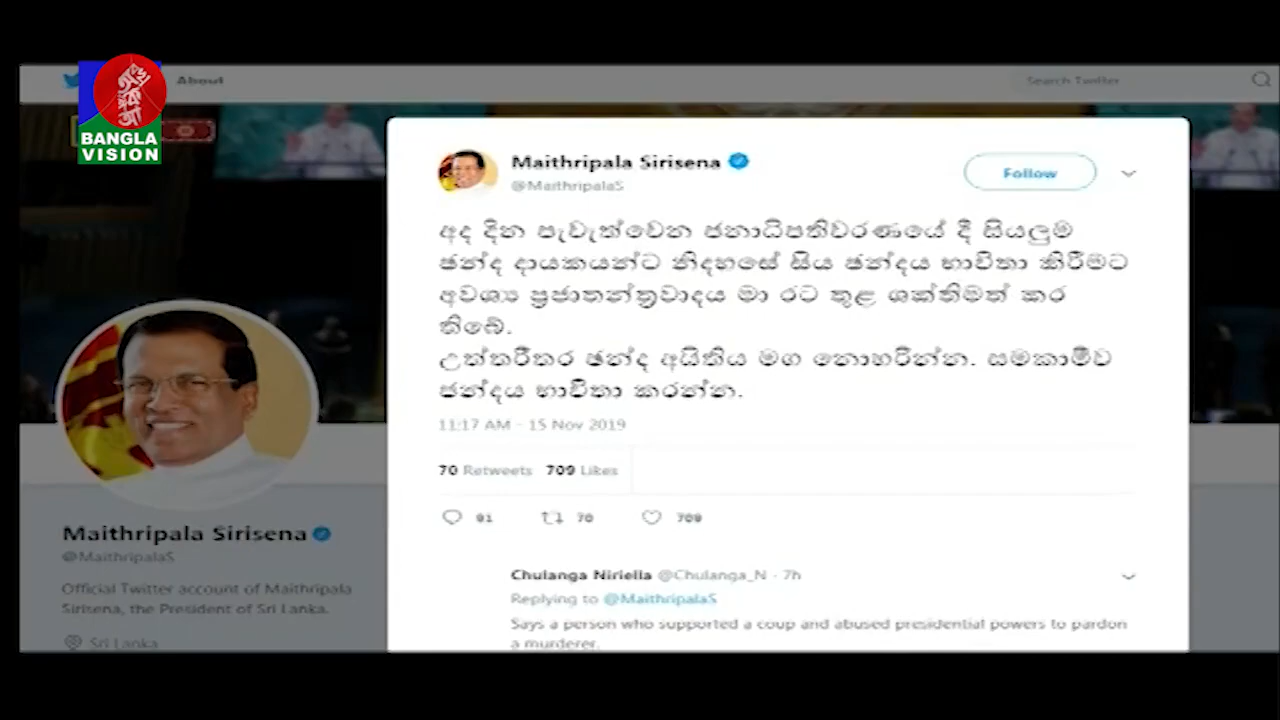 About
Search Twitter
BANGLA
VISION
Maithripala Sirisena
@MaithripalaS
Follow
අද දින පැවැත්වෙන ජනාධිපතිවරණයේ දී සියලුම
ඡන්ද දායකයන්ට නිදහසේ සිය ඡන්දය භාවිතා කිරීමට
අවශ්‍ය ප්‍රජාතන්ත්‍රවාදය මා රට තුළ ශක්තිමත් කර
තිබේ.
උත්තරීතර ඡන්ද අයිතිය මග නොහරින්න. සමකාමීව
ඡන්දය භාවිතා කරන්න.
11:17 AM - 15 Nov 2019
70 Retweets 709 Likes
91 70 709
Chulanga Niriella @Chulanga_N · 7h
Replying to @MaithripalaS
Says a person who supported a coup and abused presidential powers to pardon
a murderer.
Maithripala Sirisena
@MaithripalaS
Official Twitter account of Maithripala
Sirisena, the President of Sri Lanka.
Sri Lanka